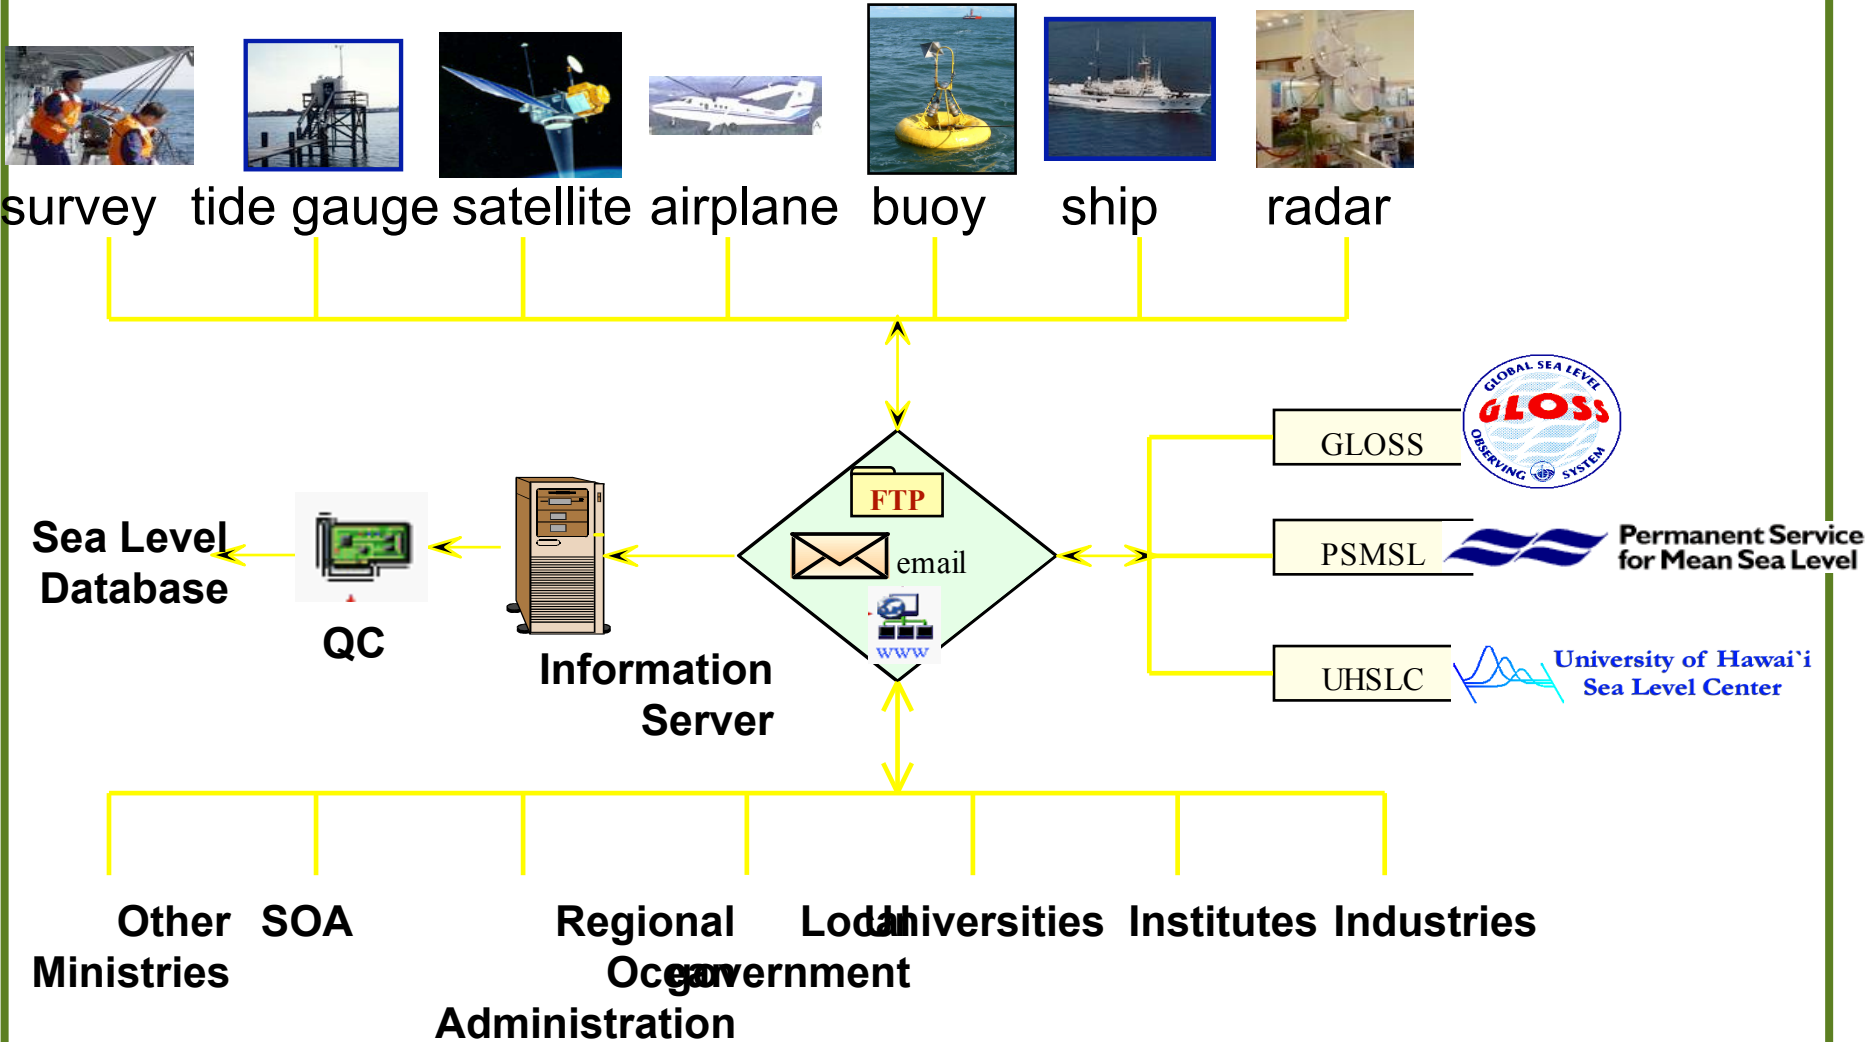 survey tide gauge satellite airplane buoy ship radar
GLOBAL SEA LEVEL
GLOSS
OBSERVING SYSTEM
GLOSS
FTP
email
www
Sea Level
Database
QC
Information
Server
PSMSL
Permanent Service
for Mean Sea Level
UHSLC
University of Hawai`i
Sea Level Center
Other
Ministries
SOA
Regional
Ocean
Administration
Local
government
Universities
Institutes
Industries